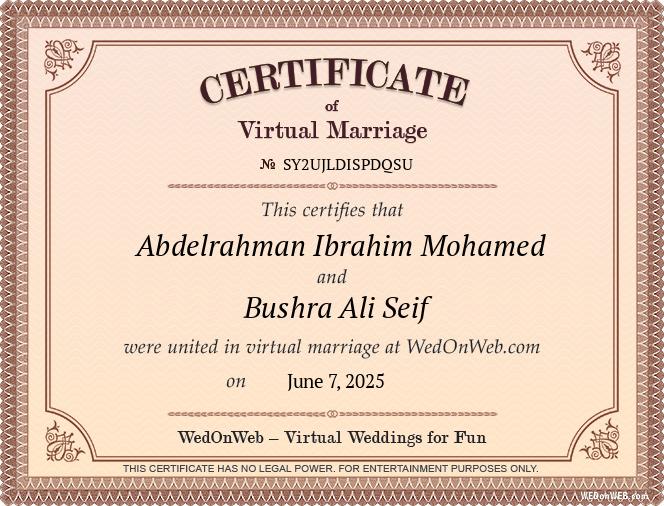 CERTIFICATE
of
Virtual Marriage
№ SY2UJLDISPDQSU
This certifies that
Abdelrahman Ibrahim Mohamed
and
Bushra Ali Seif
were united in virtual marriage at WedOnWeb.com
on June 7, 2025
WedOnWeb – Virtual Weddings for Fun
THIS CERTIFICATE HAS NO LEGAL POWER. FOR ENTERTAINMENT PURPOSES ONLY.
WEDonWEB.com